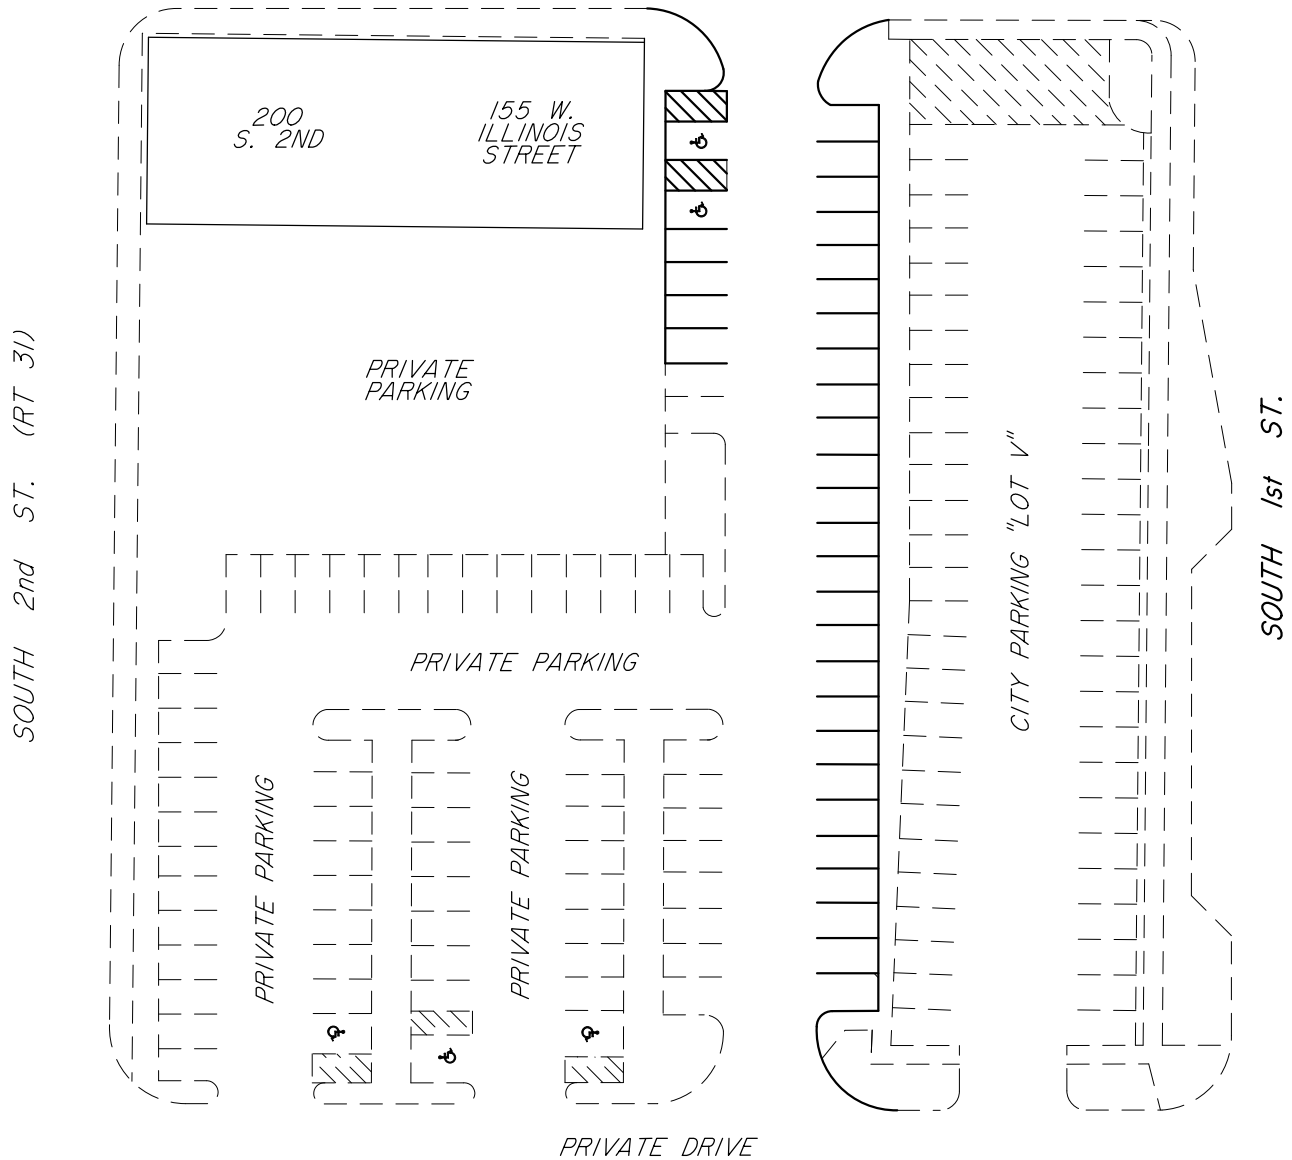 200
S. 2ND
155 W.
ILLINOIS
STREET
PRIVATE
PARKING
SOUTH 2nd ST. (RT 31)
PRIVATE PARKING
PRIVATE PARKING
PRIVATE PARKING
CITY PARKING "LOT V"
SOUTH 1st ST.
PRIVATE DRIVE